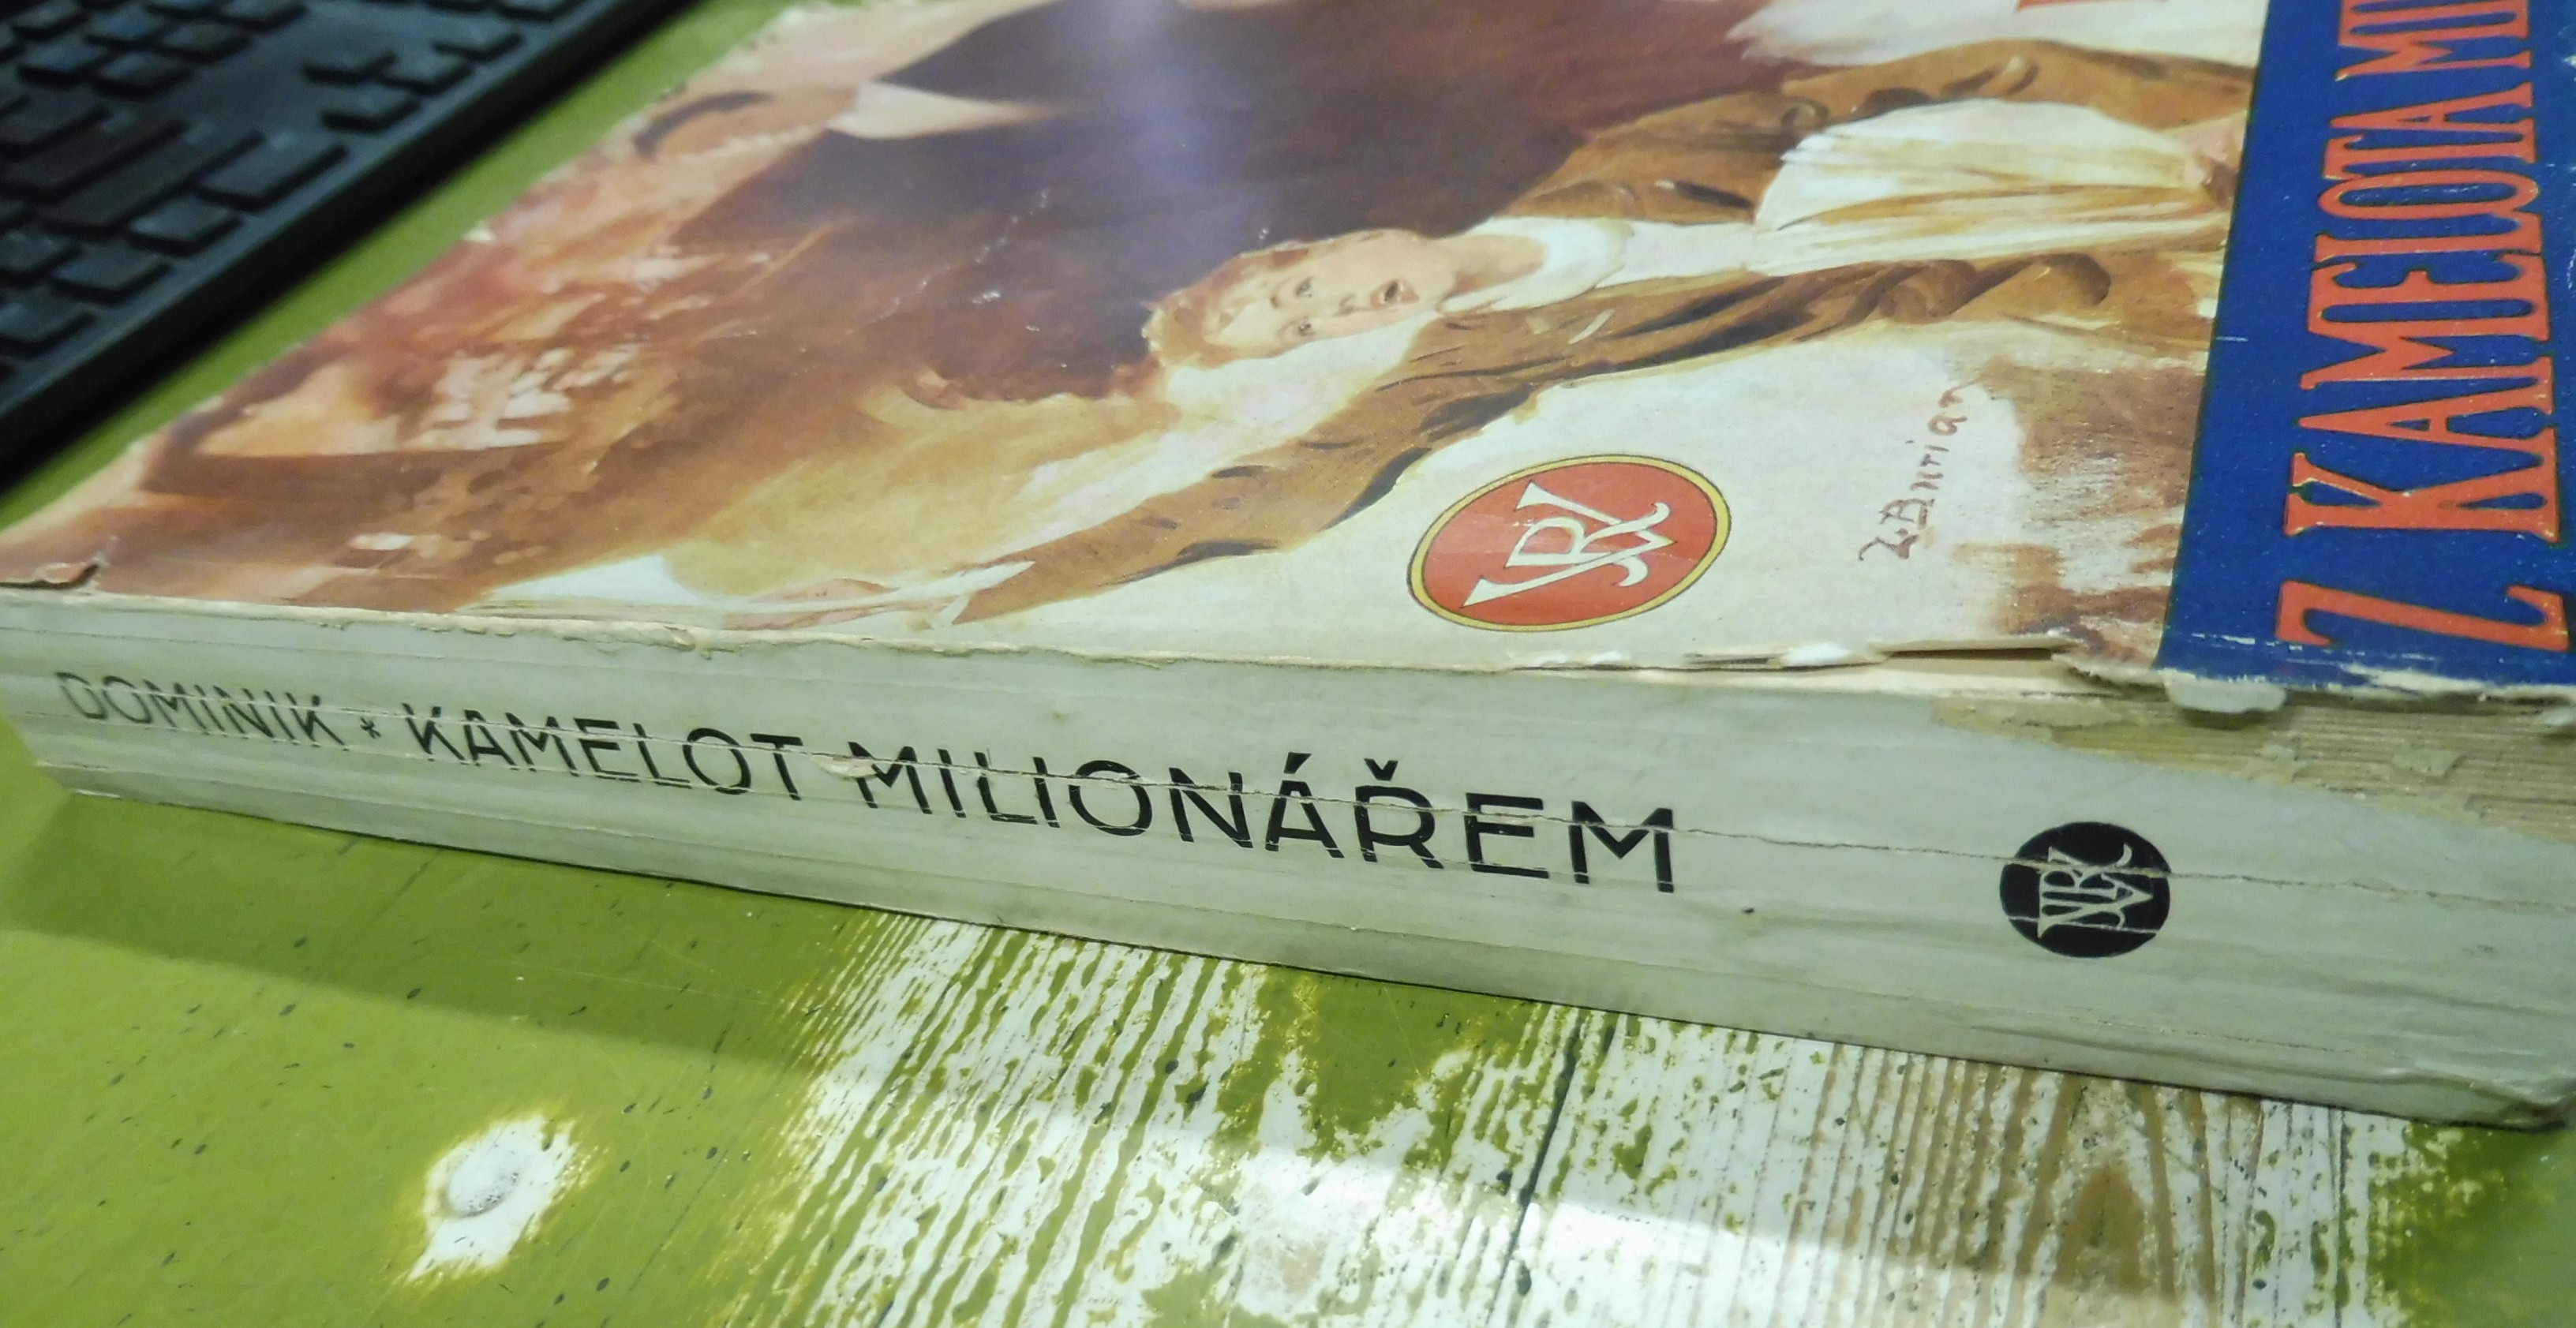 Z KAMELOTA MI
Z. Burian
DOMINIK * KAMELOT MILIONÁŘEM